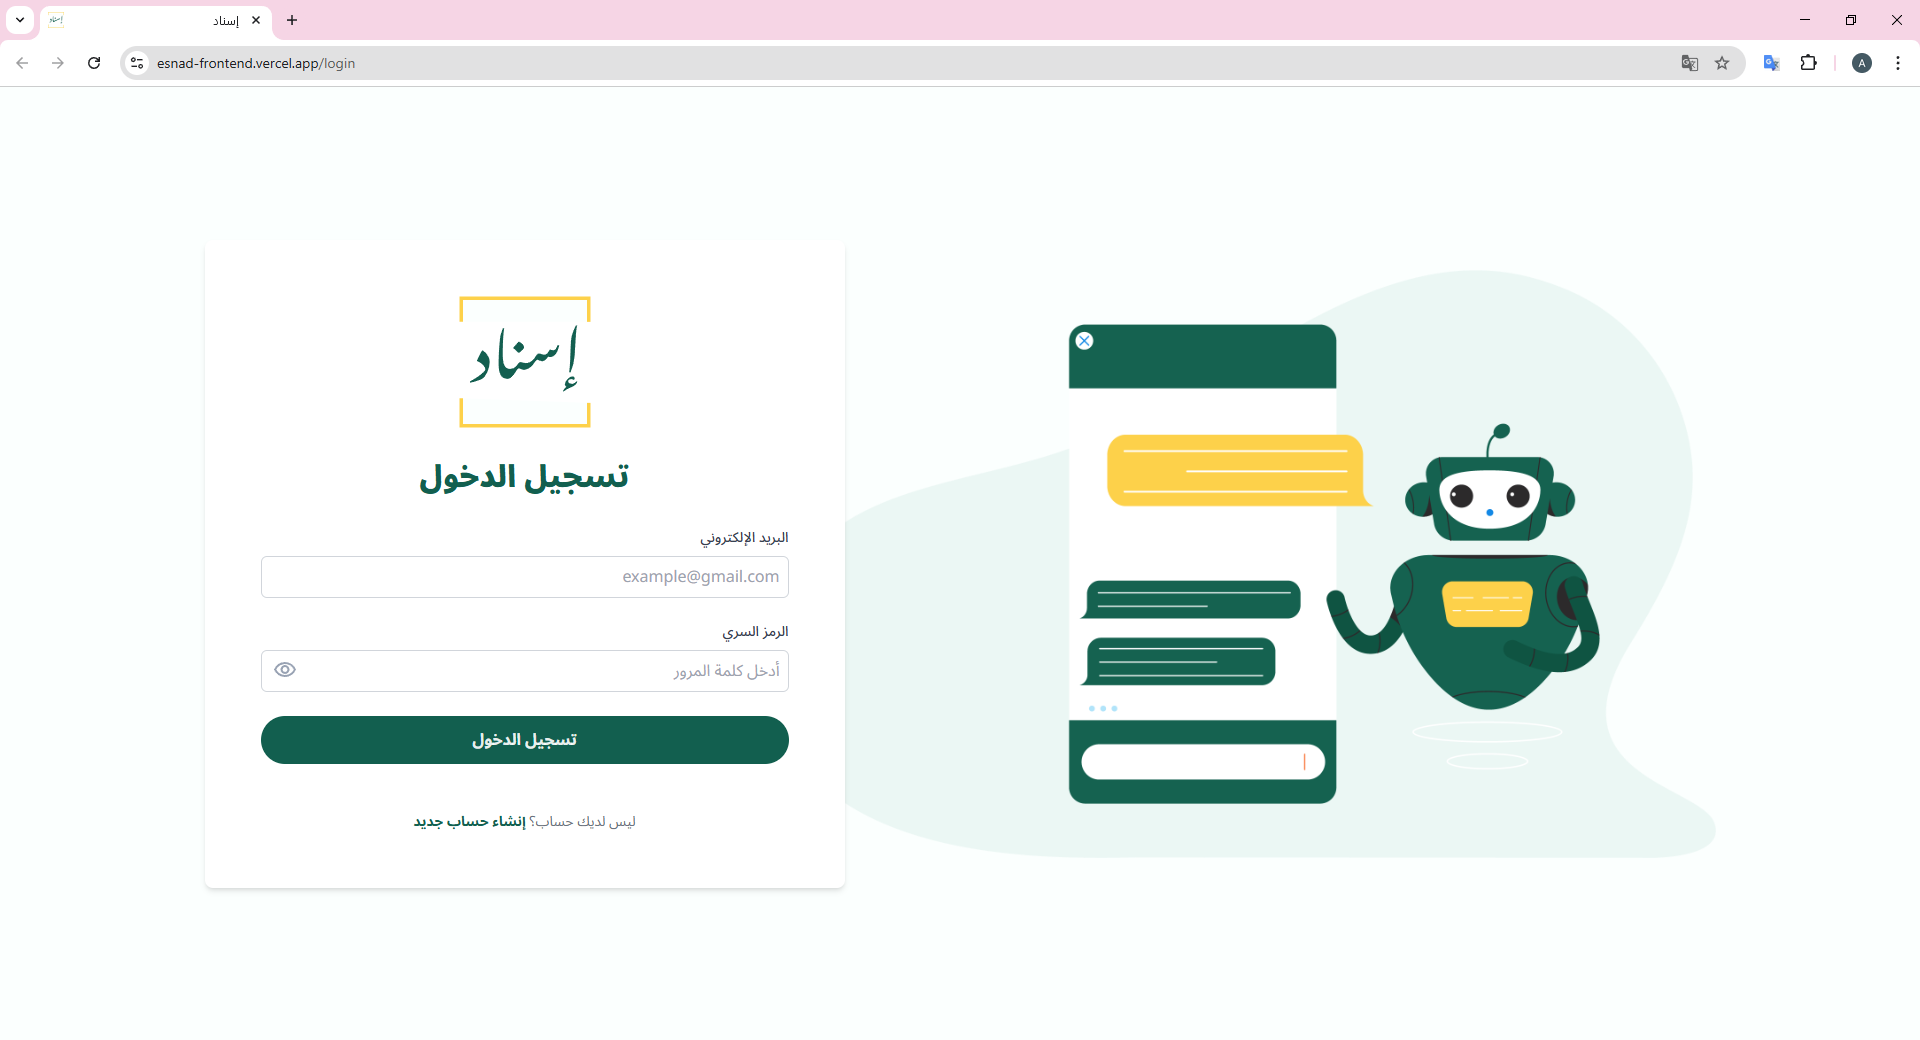 إسناد
esnad-frontend.vercel.app/login
A
إسناد
تسجيل الدخول
البريد الإلكتروني
example@gmail.com
الرمز السري
أدخل كلمة المرور
تسجيل الدخول
ليس لديك حساب؟ إنشاء حساب جديد